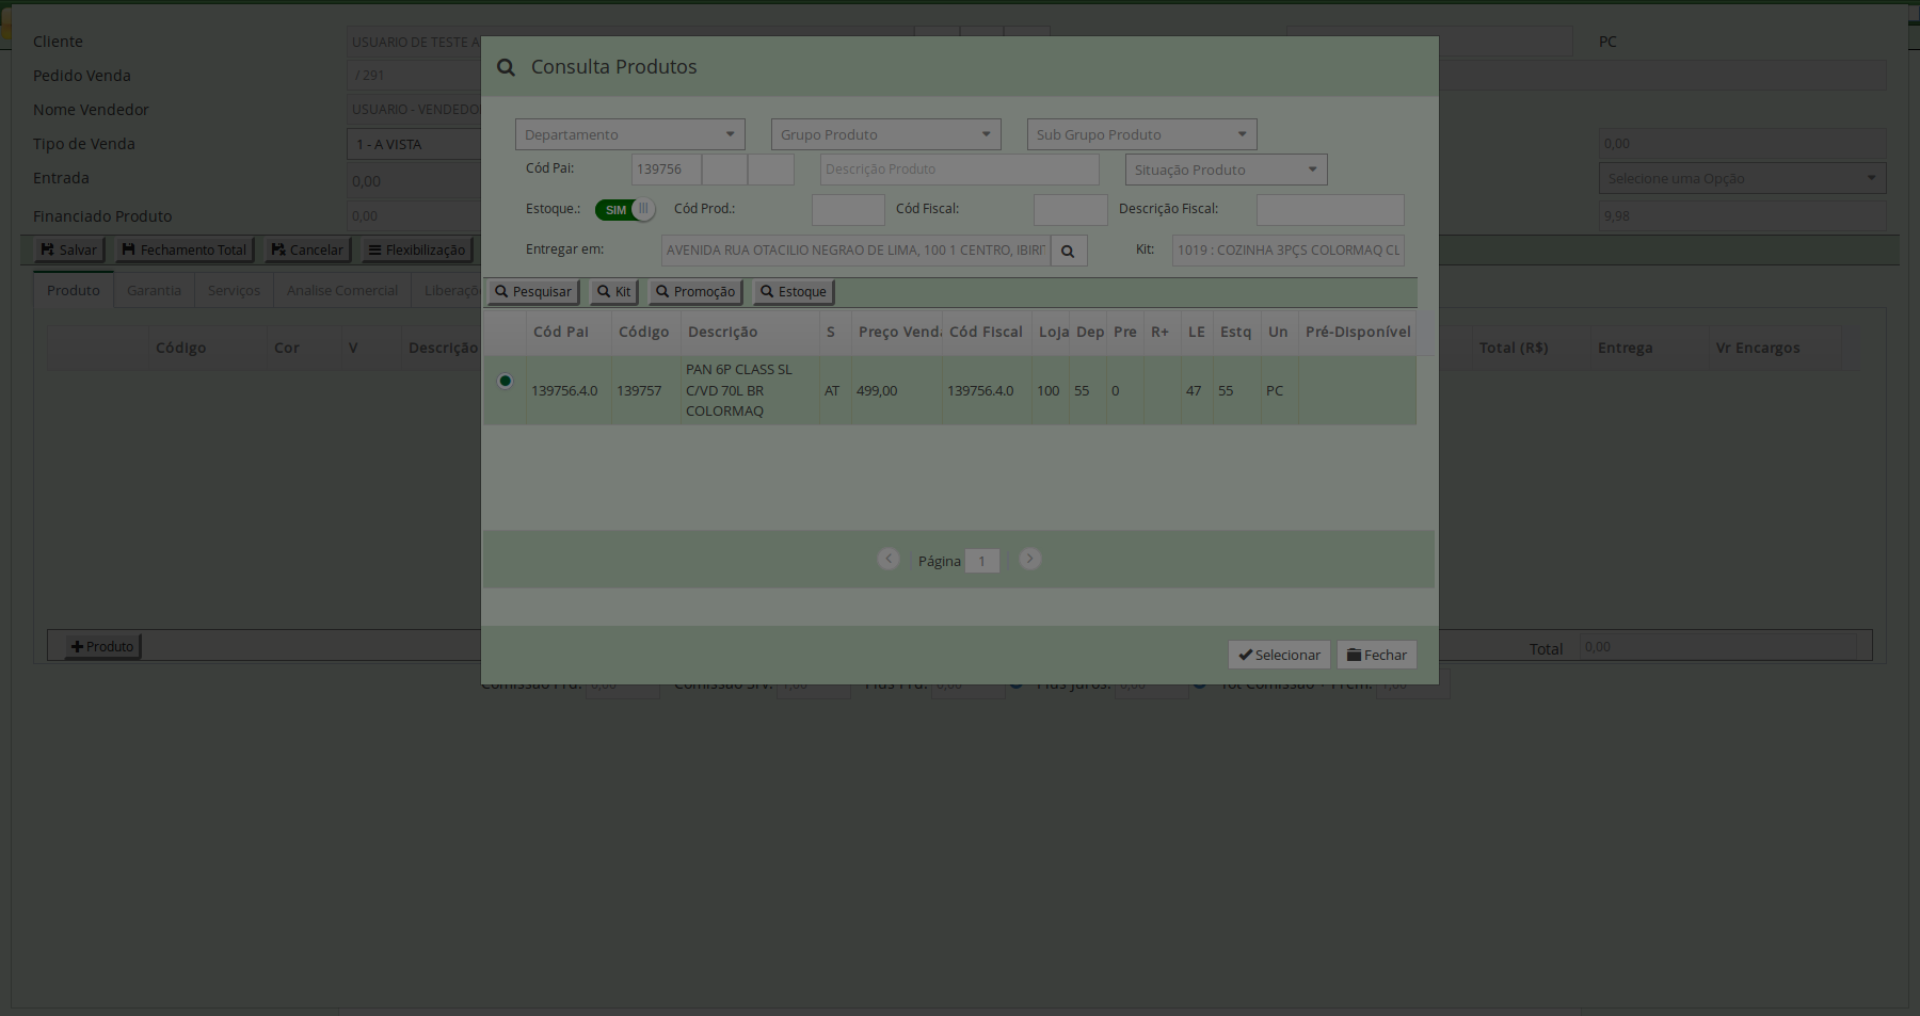 Cliente
USUARIO DE TESTE A
PC
Pedido Venda
/ 291
Nome Vendedor
USUARIO - VENDEDO
Tipo de Venda
1 - A VISTA
0,00
Entrada
0,00
Selecione uma Opção
Financiado Produto
0,00
9,98
Salvar
Fechamento Total
Cancelar
Flexibilização
Produto
Garantia
Serviços
Analise Comercial
Liberaçõ
Código
Cor
V
Descrição
Total (R$)
Entrega
Vr Encargos
Produto
Total
0,00
Consulta Produtos
Departamento
Grupo Produto
Sub Grupo Produto
Cód Pai:
139756
Descrição Produto
Situação Produto
Estoque.:
SIM
Cód Prod.:
Cód Fiscal:
Descrição Fiscal:
Entregar em:
AVENIDA RUA OTACILIO NEGRAO DE LIMA, 100 1 CENTRO, IBIRIT
Kit:
1019 : COZINHA 3PÇS COLORMAQ CL
Pesquisar
Kit
Promoção
Estoque
Cód Pai Código Descrição S Preço Venda Cód Fiscal Loja Dep Pre R+ LE Estq Un Pré-Disponível
139756.4.0 139757
PAN 6P CLASS SL
C/VD 70L BR
COLORMAQ
AT 499,00 139756.4.0 100 55 0 47 55 PC
Página 1
Selecionar
Fechar
Tot Comissão + Prem.